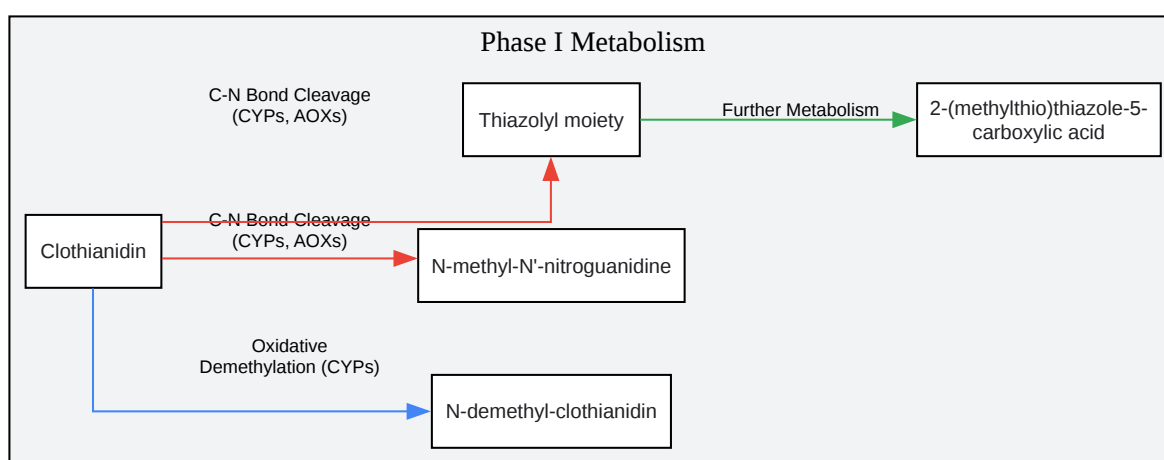 Phase I Metabolism
C-N Bond Cleavage
(CYPs, AOXs)
Thiazolyl moiety
Further Metabolism
2-(methylthio)thiazole-5-
carboxylic acid
Clothianidin
C-N Bond Cleavage
(CYPs, AOXs)
N-methyl-N'-nitroguanidine
Oxidative
Demethylation (CYPs)
N-demethyl-clothianidin